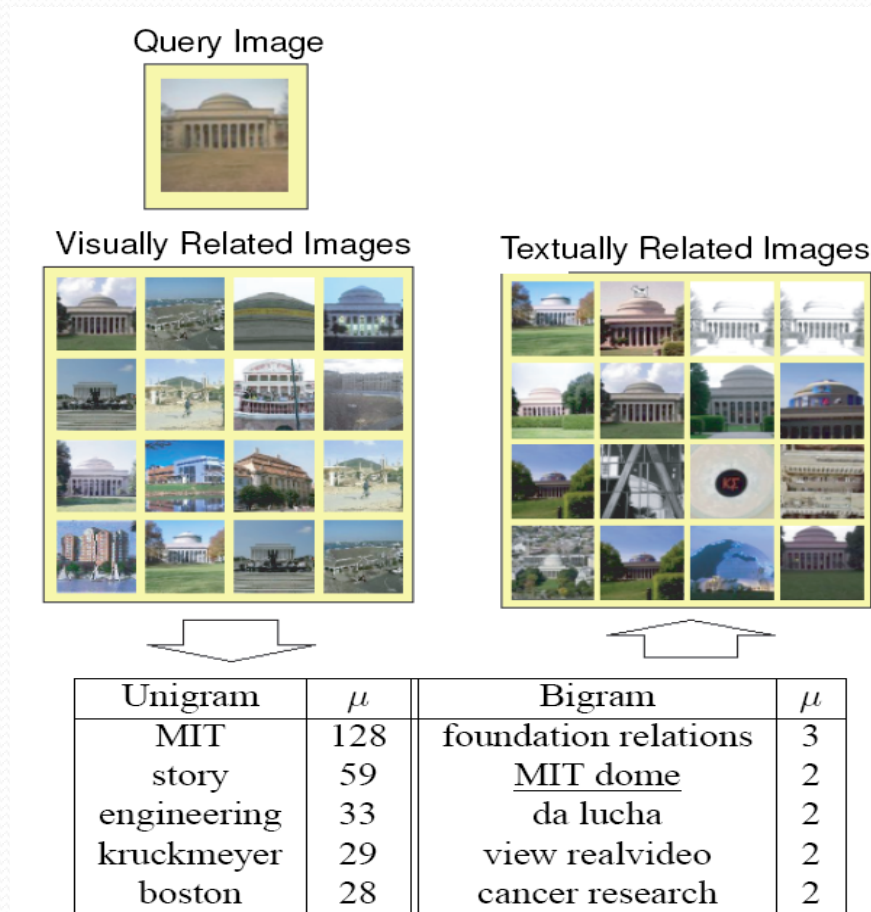 Query Image
Visually Related Images
Textually Related Images
Unigram μ Bigram μ
MIT 128 foundation relations 3
story 59 MIT dome 2
engineering 33 da lucha 2
kruckmeyer 29 view realvideo 2
boston 28 cancer research 2